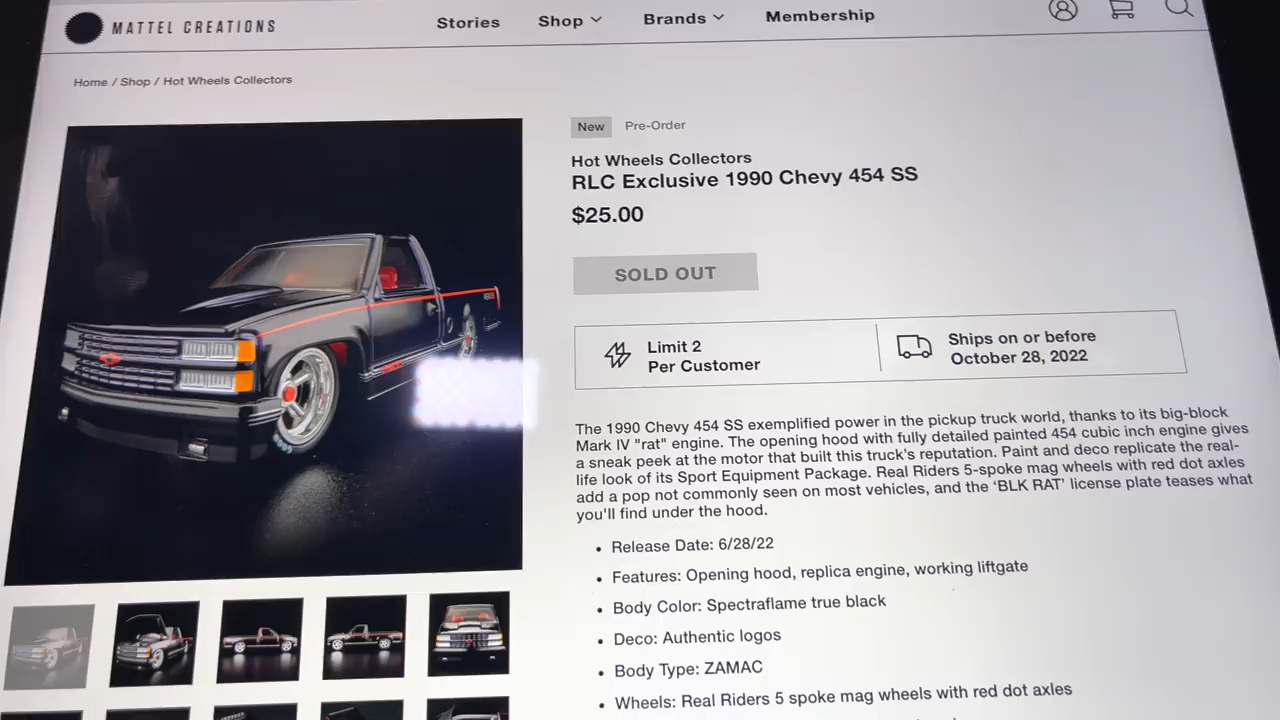 MATTEL CREATIONS
Stories Shop Brands Membership
Home / Shop / Hot Wheels Collectors
New Pre-Order
Hot Wheels Collectors
RLC Exclusive 1990 Chevy 454 SS
$25.00
SOLD OUT
Limit 2
Per Customer
Ships on or before
October 28, 2022
The 1990 Chevy 454 SS exemplified power in the pickup truck world, thanks to its big-block
Mark IV "rat" engine. The opening hood with fully detailed painted 454 cubic inch engine gives
a sneak peek at the motor that built this truck's reputation. Paint and deco replicate the real-
life look of its Sport Equipment Package. Real Riders 5-spoke mag wheels with red dot axles
add a pop not commonly seen on most vehicles, and the ‘BLK RAT’ license plate teases what
you'll find under the hood.
• Release Date: 6/28/22
• Features: Opening hood, replica engine, working liftgate
• Body Color: Spectraflame true black
• Deco: Authentic logos
• Body Type: ZAMAC
• Wheels: Real Riders 5 spoke mag wheels with red dot axles